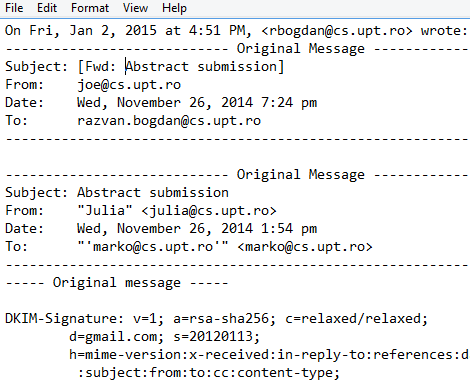 Edit Format View Help
On Fri, Jan 2, 2015 at 4:51 PM, <rbogdan@cs.upt.ro> wrote:
---------------------------- Original Message ------------
Subject: [Fwd: Abstract submission]
From:    joe@cs.upt.ro
Date:    Wed, November 26, 2014 7:24 pm
To:      razvan.bogdan@cs.upt.ro
----------------------------------------------------------
---------------------------- Original Message ------------
Subject: Abstract submission
From:    "Julia" <julia@cs.upt.ro>
Date:    Wed, November 26, 2014 1:54 pm
To:      "'marko@cs.upt.ro'" <marko@cs.upt.ro>
----------------------------------------------------------
----- Original message -----
DKIM-Signature: v=1; a=rsa-sha256; c=relaxed/relaxed;
        d=gmail.com; s=20120113;
        h=mime-version:x-received:in-reply-to:references:d
         :subject:from:to:cc:content-type;